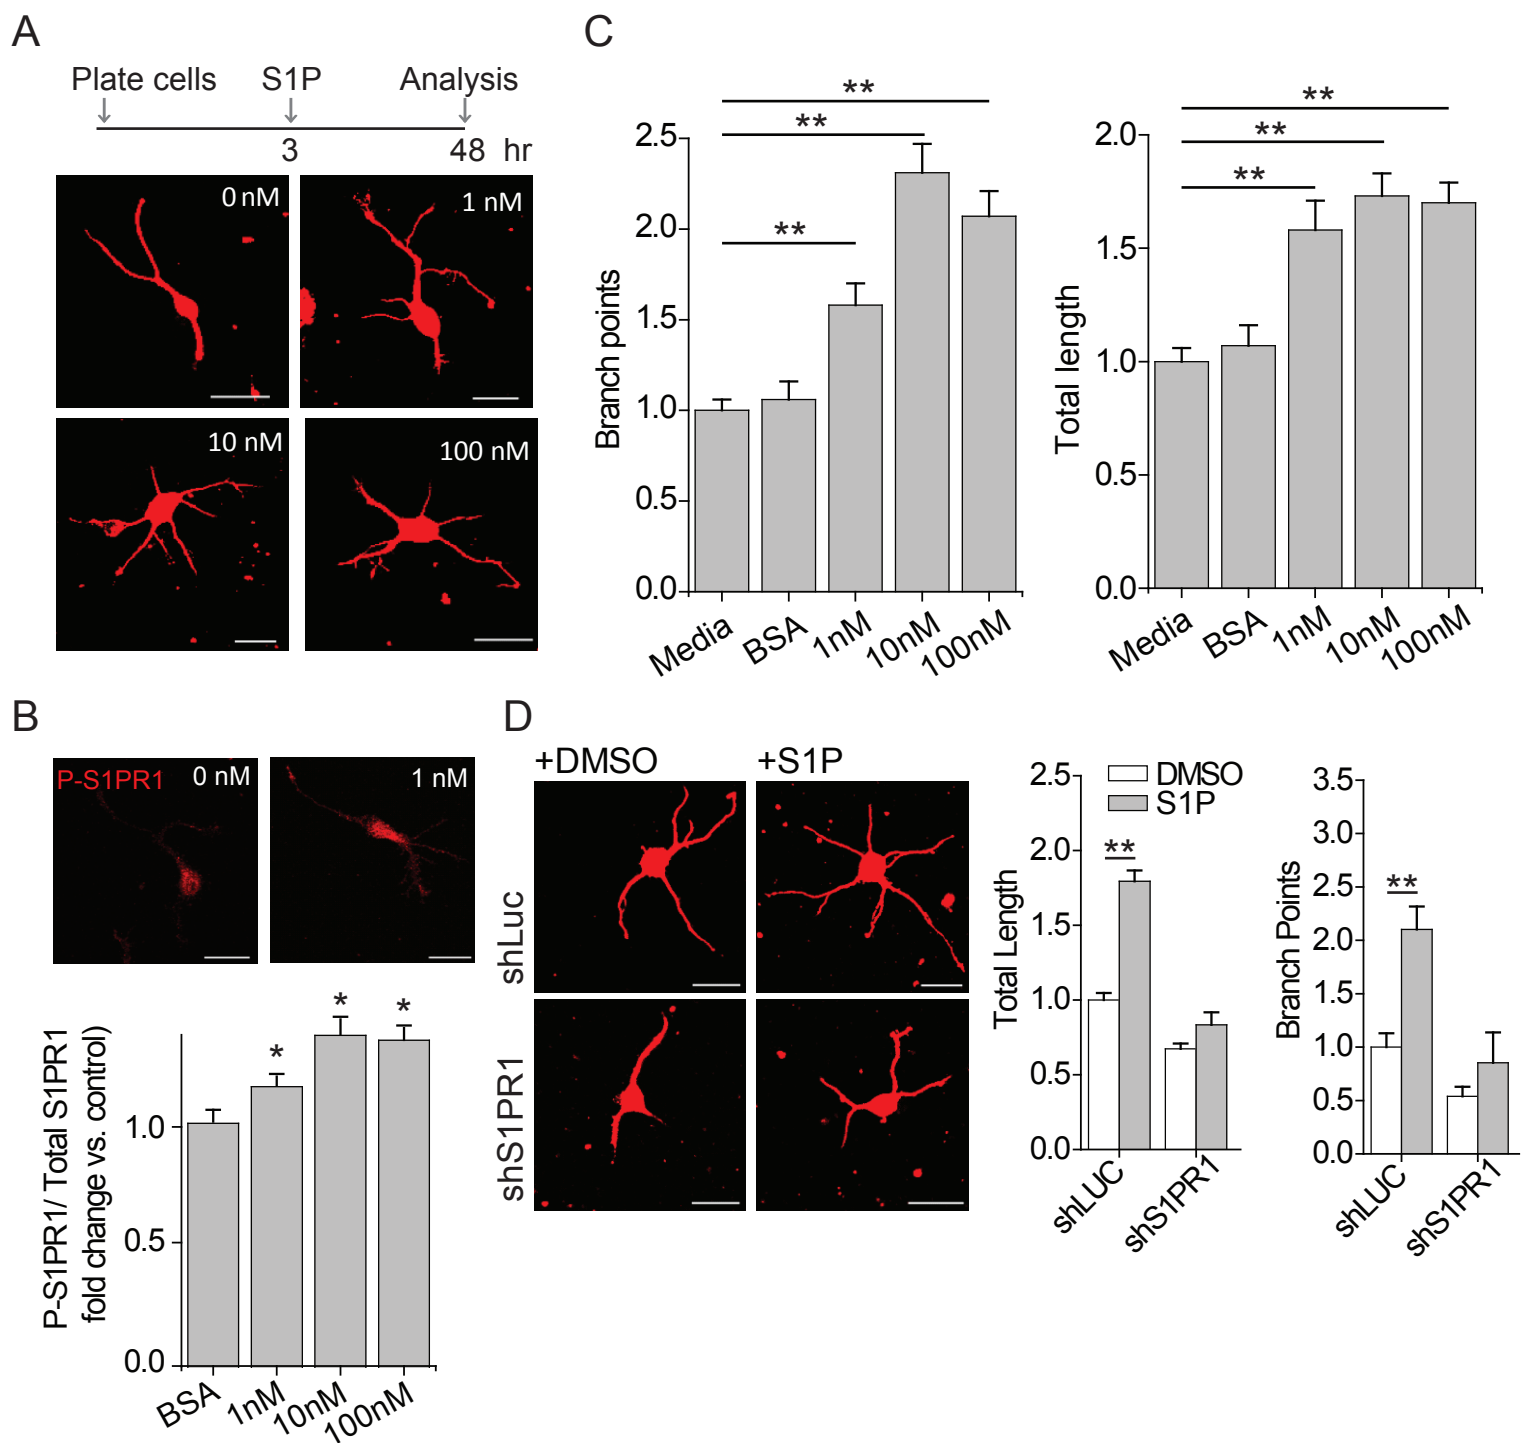 A
Plate cells S1P Analysis
3 48 hr
0 nM
1 nM
10 nM
100 nM
B
P-S1PR1 0 nM
1 nM
P-S1PR1/ Total S1PR1
fold change vs. control)
1.0
0.5
0.0
* * *
BSA 1nM 10nM 100nM
C
Branch points
2.5
2.0
1.5
1.0
0.5
0.0
** ** **
Media BSA 1nM 10nM 100nM
Total length
2.0
1.5
1.0
0.5
0.0
** ** **
Media BSA 1nM 10nM 100nM
D
+DMSO +S1P
shLuc
shS1PR1
Total Length
2.5
2.0
1.5
1.0
0.5
0.0
DMSO
S1P
**
shLUC shS1PR1
Branch Points
3.5
3.0
2.5
2.0
1.5
1.0
0.5
0.0
**
shLUC shS1PR1